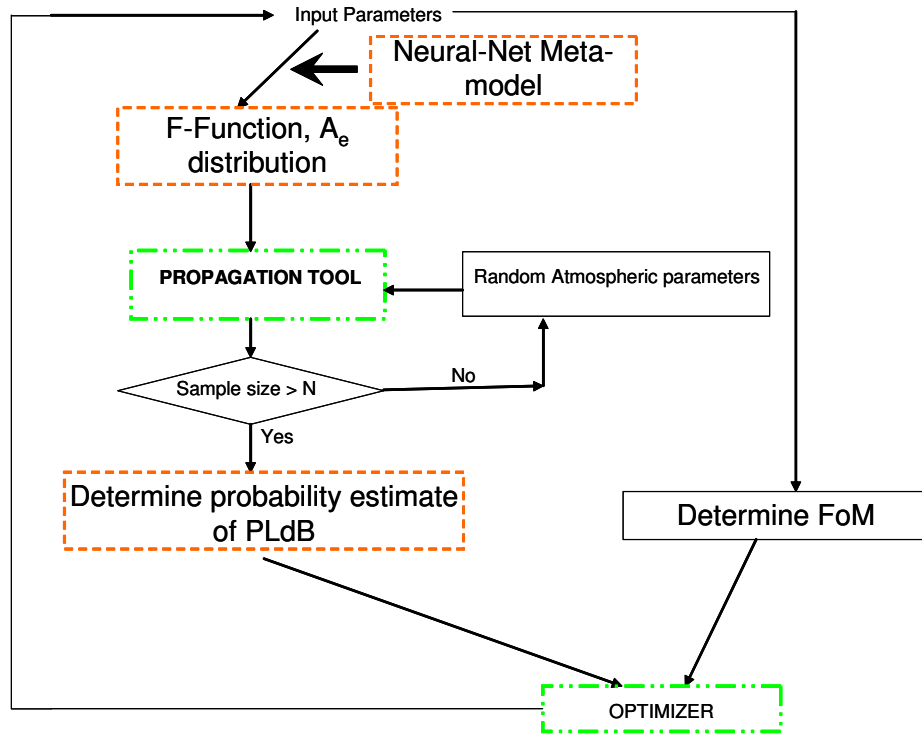 Input Parameters
Neural-Net Meta-
model
F-Function, Ae
distribution
PROPAGATION TOOL
Random Atmospheric parameters
Sample size > N
No
Yes
Determine probability estimate
of PLdB
Determine FoM
OPTIMIZER